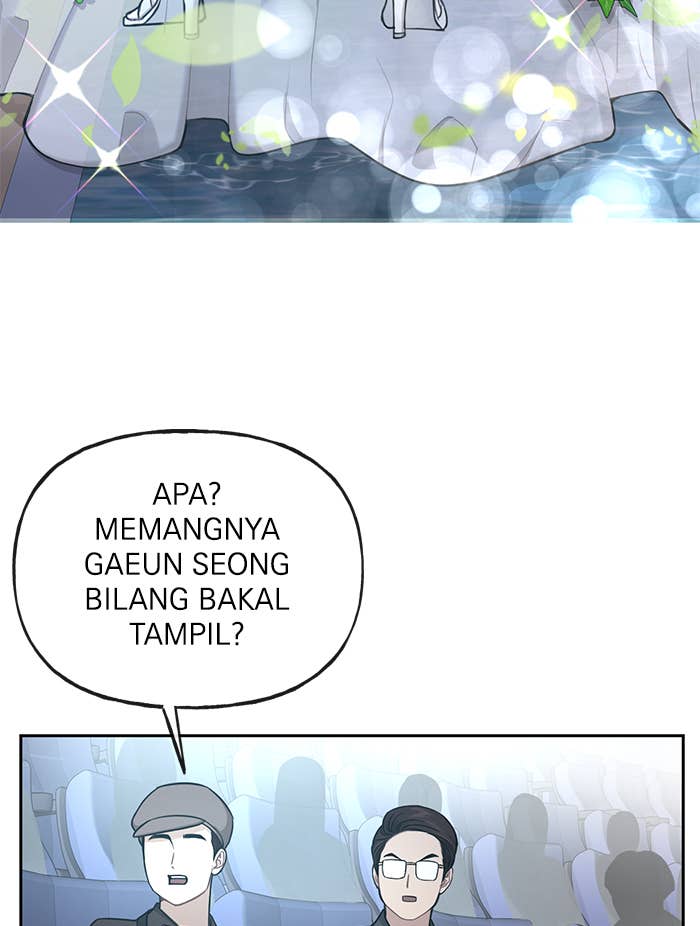 APA?
MEMANGNYA
GAEUN SEONG
BILANG BAKAL
TAMPIL?